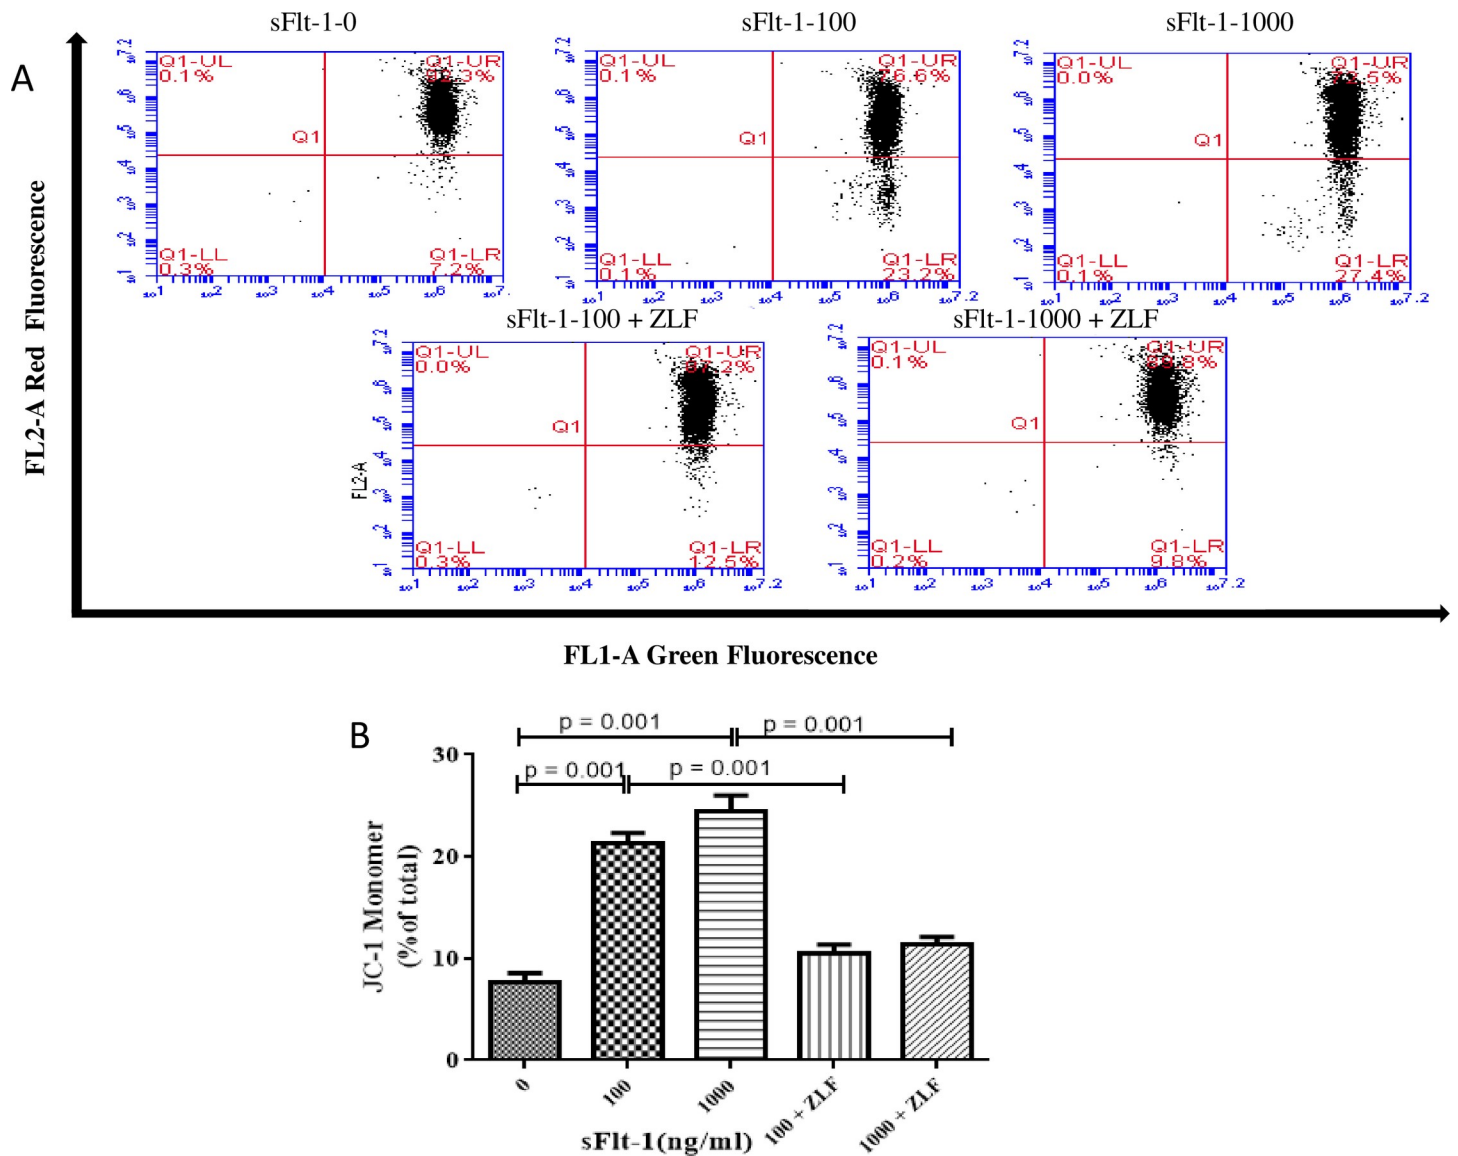 sFlt-1-0
sFlt-1-100
sFlt-1-1000
A
Q1-UL
0.1%
Q1-UR
92.3%
Q1
Q1-LL
0.3%
Q1-LR
7.2%
Q1-UL
0.1%
Q1-UR
76.6%
Q1
Q1-LL
0.1%
Q1-LR
23.2%
Q1-UL
0.0%
Q1-UR
Q1
Q1-LL
0.1%
Q1-LR
27.4%
sFlt-1-100 + ZLF
sFlt-1-1000 + ZLF
Q1-UL
0.0%
Q1-UR
87.2%
Q1
Q1-LL
0.3%
Q1-LR
12.5%
FL2-A
Q1-UL
0.1%
Q1-UR
Q1
Q1-LL
0.2%
Q1-LR
9.8%
FL2-A Red Fluorescence
FL1-A Green Fluorescence
B
p = 0.001
p = 0.001
p = 0.001
p = 0.001
30
20
10
0
JC-1 Monomer
(% of total)
0
100
1000
100 + ZLF
1000 + ZLF
sFlt-1(ng/ml)